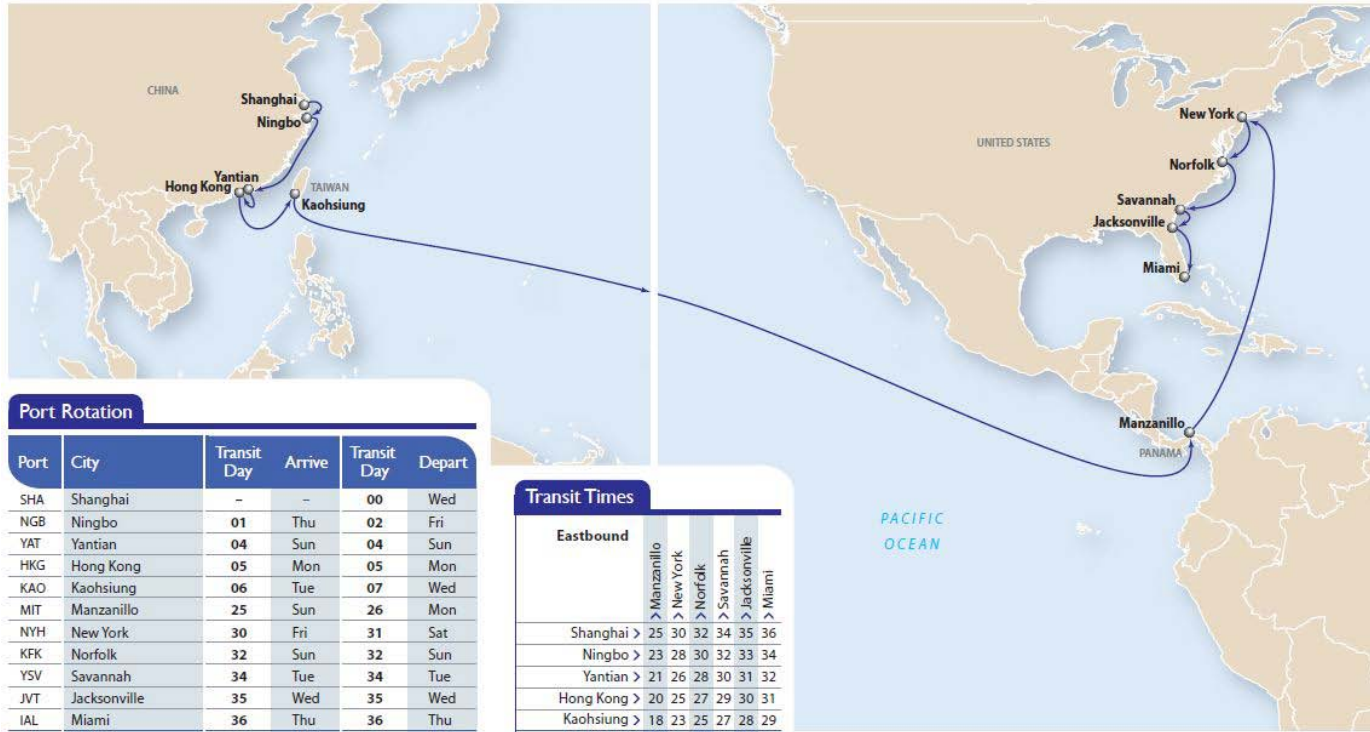 CHINA
Shanghai
Ningbo
Yantian
Hong Kong
TAIWAN
Kaohsiung
UNITED STATES
New York
Norfolk
Savannah
Jacksonville
Miami
Manzanillo
PANAMA
PACIFIC
OCEAN
Port Rotation
Port City Transit Day Arrive Transit Day Depart
SHA Shanghai – – 00 Wed
NGB Ningbo 01 Thu 02 Fri
YAT Yantian 04 Sun 04 Sun
HKG Hong Kong 05 Mon 05 Mon
KAO Kaohsiung 06 Tue 07 Wed
MIT Manzanillo 25 Sun 26 Mon
NYH New York 30 Fri 31 Sat
KFK Norfolk 32 Sun 32 Sun
YSV Savannah 34 Tue 34 Tue
JVT Jacksonville 35 Wed 35 Wed
IAL Miami 36 Thu 36 Thu
Transit Times
Eastbound > Manzanillo > New York > Norfolk > Savannah > Jacksonville > Miami
Shanghai > 25 30 32 34 35 36
Ningbo > 23 28 30 32 33 34
Yantian > 21 26 28 30 31 32
Hong Kong > 20 25 27 29 30 31
Kaohsiung > 18 23 25 27 28 29